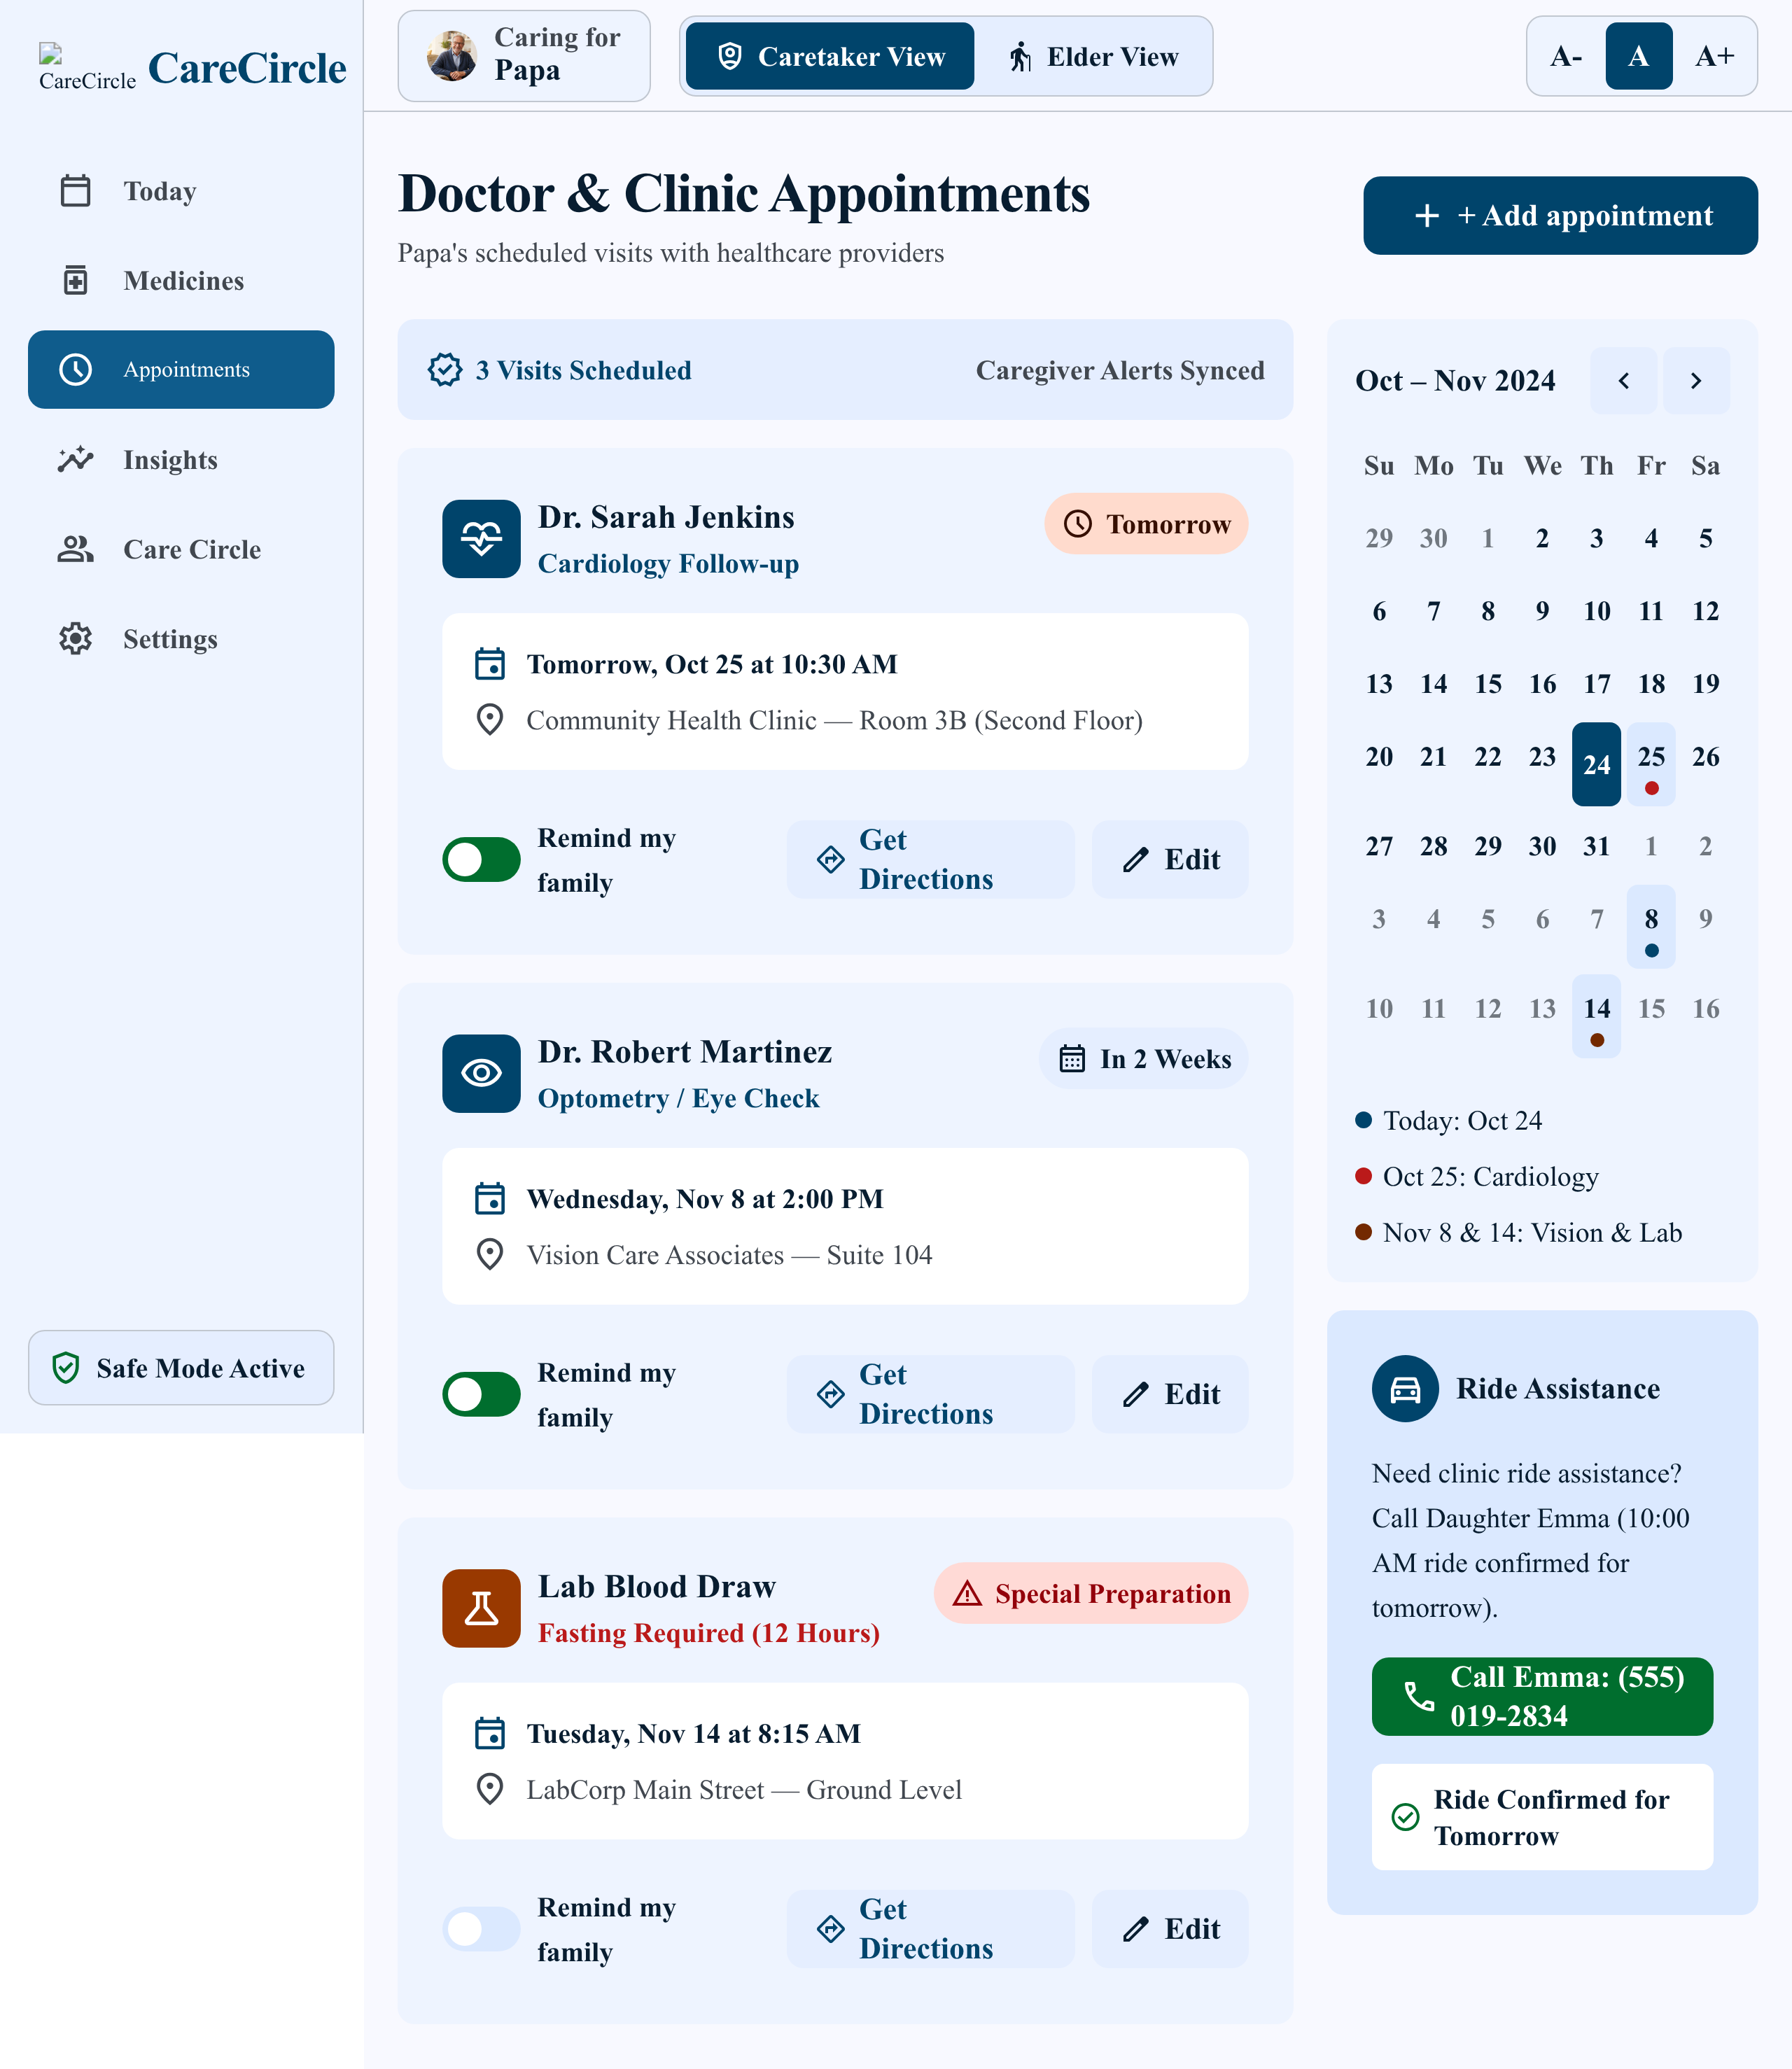 CareCircle
CareCircle
Today
Medicines
Appointments
Insights
Care Circle
Settings
Safe Mode Active
Caring for
Papa
Caretaker View
Elder View
A-
A
A+
Doctor & Clinic Appointments
Papa's scheduled visits with healthcare providers
+ Add appointment
3 Visits Scheduled
Caregiver Alerts Synced
Dr. Sarah Jenkins
Cardiology Follow-up
Tomorrow
Tomorrow, Oct 25 at 10:30 AM
Community Health Clinic — Room 3B (Second Floor)
Remind my
family
Get
Directions
Edit
Dr. Robert Martinez
Optometry / Eye Check
In 2 Weeks
Wednesday, Nov 8 at 2:00 PM
Vision Care Associates — Suite 104
Remind my
family
Get
Directions
Edit
Lab Blood Draw
Fasting Required (12 Hours)
Special Preparation
Tuesday, Nov 14 at 8:15 AM
LabCorp Main Street — Ground Level
Remind my
family
Get
Directions
Edit
Oct – Nov 2024
Su Mo Tu We Th Fr Sa
29 30 1 2 3 4 5
6 7 8 9 10 11 12
13 14 15 16 17 18 19
20 21 22 23 24 25 26
27 28 29 30 31 1 2
3 4 5 6 7 8 9
10 11 12 13 14 15 16
Today: Oct 24
Oct 25: Cardiology
Nov 8 & 14: Vision & Lab
Ride Assistance
Need clinic ride assistance?
Call Daughter Emma (10:00
AM ride confirmed for
tomorrow).
Call Emma: (555)
019-2834
Ride Confirmed for
Tomorrow